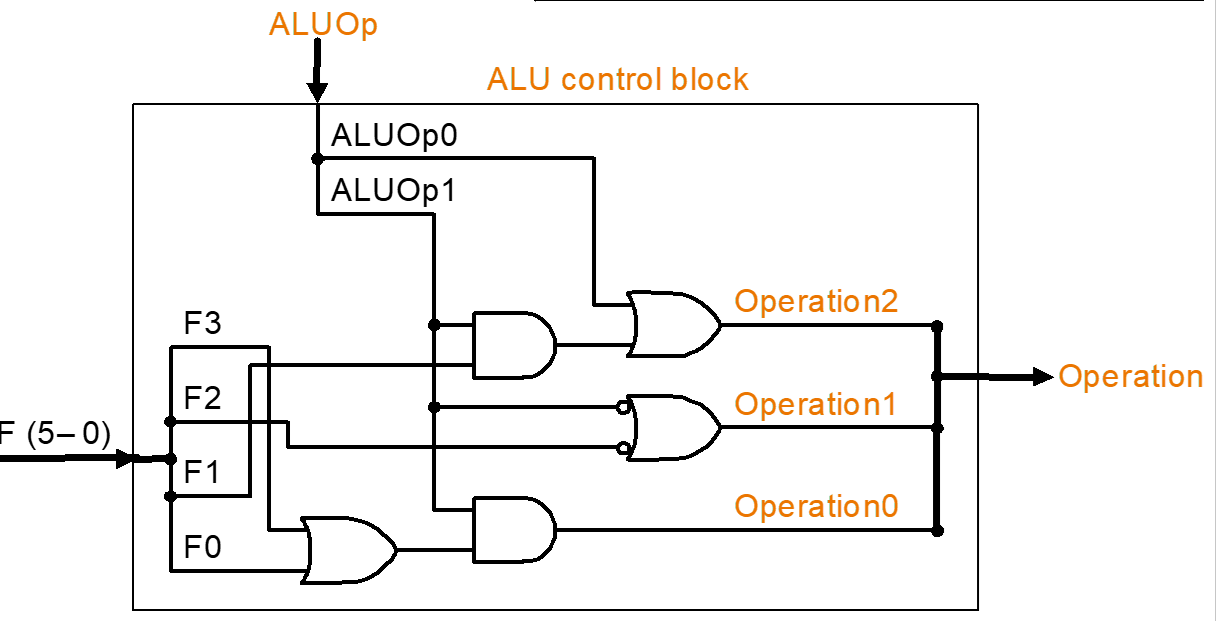 ALUOp
ALU control block
ALUOp0
ALUOp1
Operation2
F3
Operation
F2
Operation1
F (5– 0)
F1
Operation0
F0